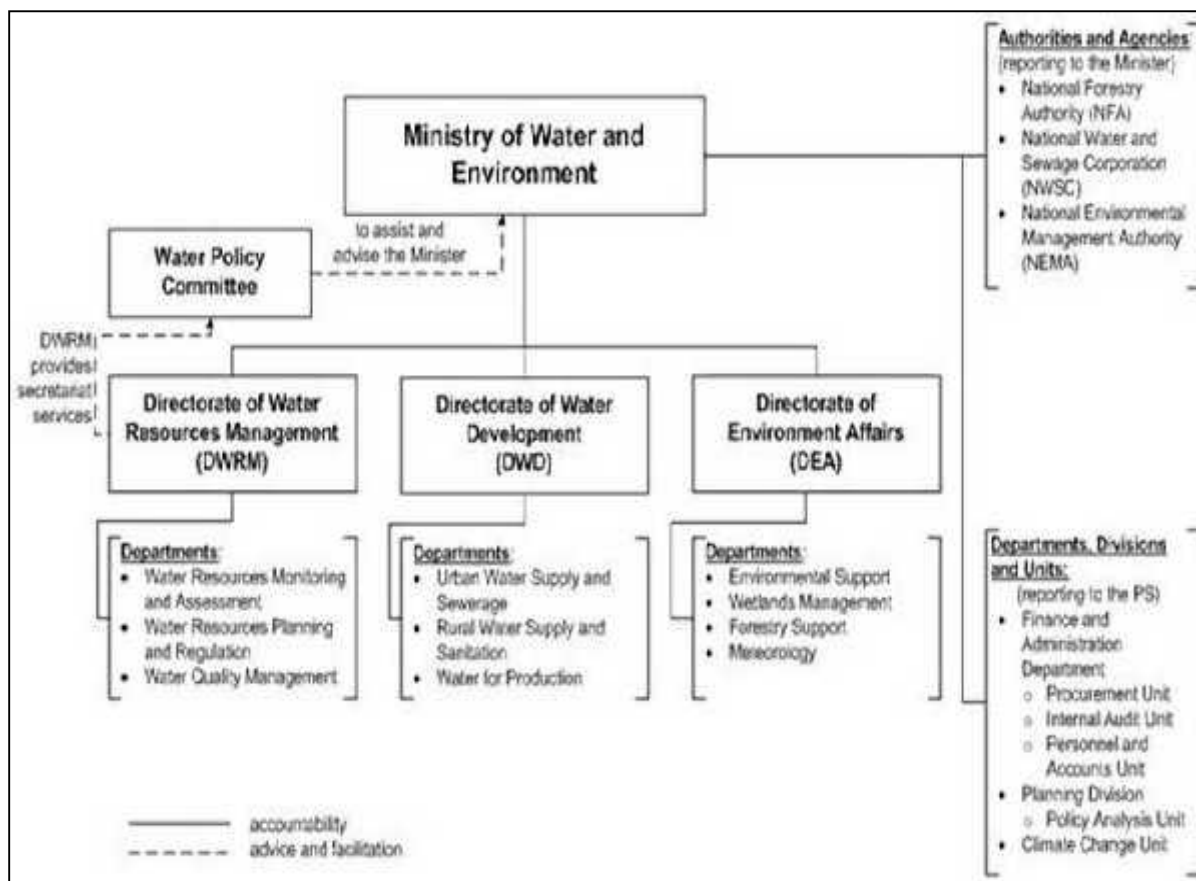 Ministry of Water and
Environment
to assist and
advise the Minister
Water Policy
Committee
DWRM
provides
secretariat
services
Directorate of Water
Resources Management
(DWRM)
Departments:
• Water Resources Monitoring
and Assessment
• Water Resources Planning
and Regulation
• Water Quality Management
Directorate of Water
Development
(DWD)
Departments:
• Urban Water Supply and
Sewerage
• Rural Water Supply and
Sanitation
• Water for Production
Directorate of
Environment Affairs
(DEA)
Departments:
• Environmental Support
• Wetlands Management
• Forestry Support
• Meteorology
Authorities and Agencies
(reporting to the Minister)
• National Forestry
Authority (NFA)
• National Water and
Sewage Corporation
(NWSC)
• National Environmental
Management Authority
(NEMA)
Departments, Divisions
and Units:
(reporting to the PS)
• Finance and
Administration
Department
o Procurement Unit
o Internal Audit Unit
o Personnel and
Accounts Unit
• Planning Division
o Policy Analysis Unit
• Climate Change Unit
accountability
advice and facilitation